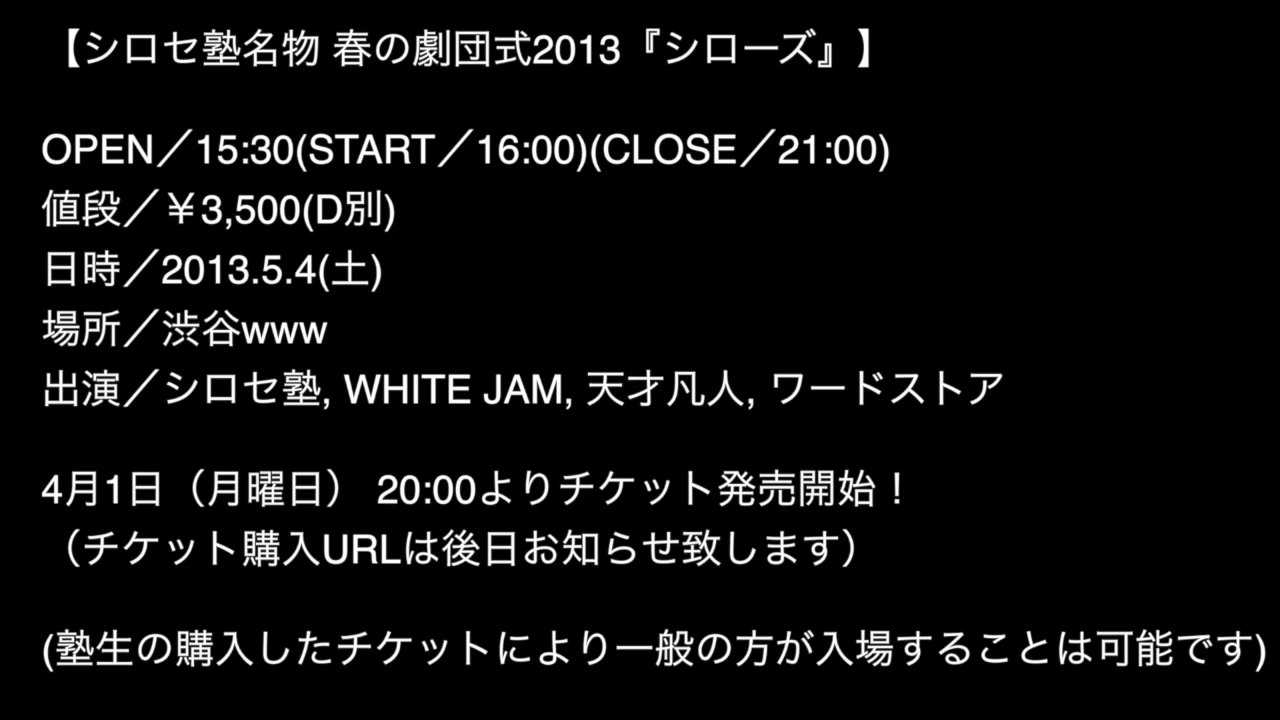 【シロセ塾名物 春の劇団式2013『シローズ』】
OPEN／15:30(START／16:00)(CLOSE／21:00)
値段／￥3,500(D別)
日時／2013.5.4(土)
場所／渋谷www
出演／シロセ塾, WHITE JAM, 天才凡人, ワードストア
4月1日（月曜日） 20:00よりチケット発売開始！
（チケット購入URLは後日お知らせ致します）
(塾生の購入したチケットにより一般の方が入場することは可能です)